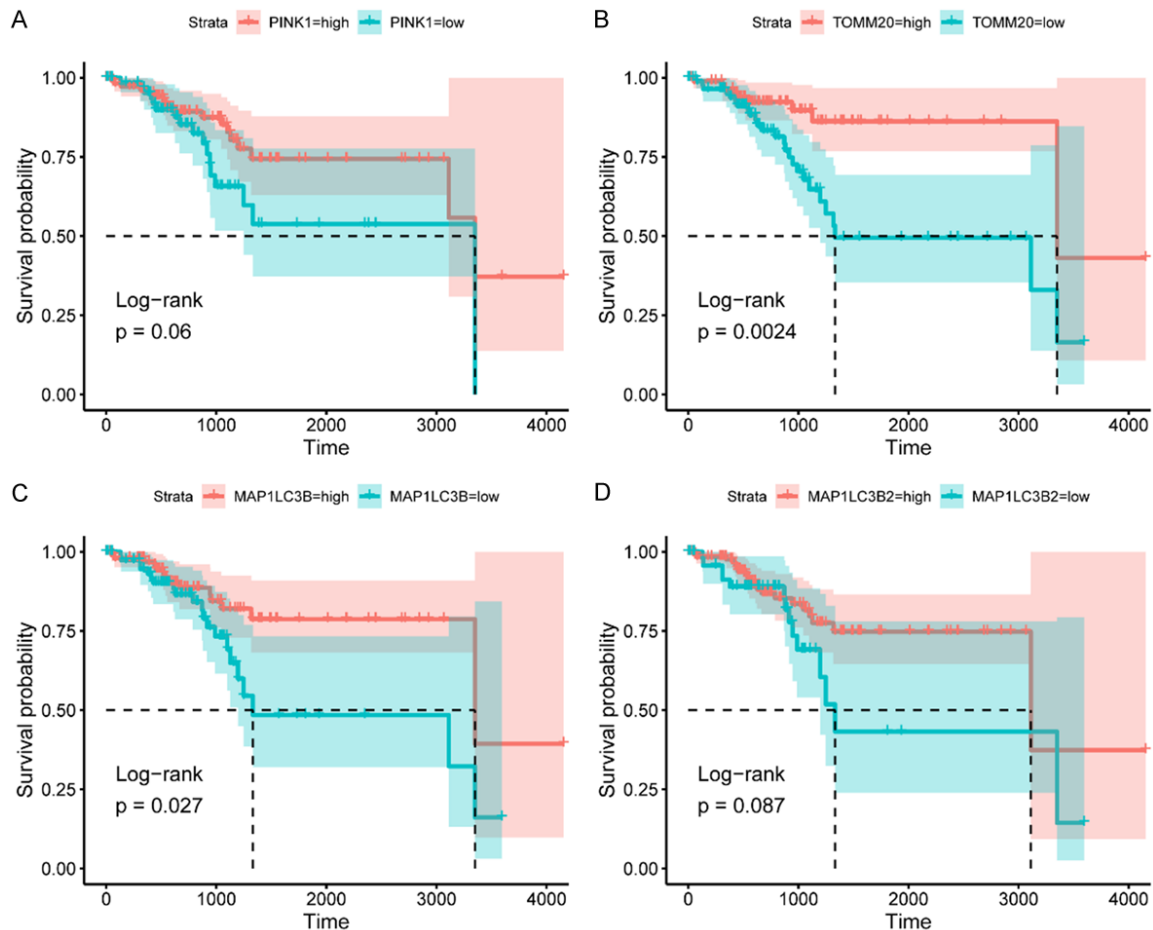 A
Strata PINK1=high PINK1=low
Survival probability
1.00
0.75
0.50
0.25
0.00
Log-rank
p = 0.06
0 1000 2000 3000 4000
Time
B
Strata TOMM20=high TOMM20=low
Survival probability
1.00
0.75
0.50
0.25
0.00
Log-rank
p = 0.0024
0 1000 2000 3000 4000
Time
C
Strata MAP1LC3B=high MAP1LC3B=low
Survival probability
1.00
0.75
0.50
0.25
0.00
Log-rank
p = 0.027
0 1000 2000 3000 4000
Time
D
Strata MAP1LC3B2=high MAP1LC3B2=low
Survival probability
1.00
0.75
0.50
0.25
0.00
Log-rank
p = 0.087
0 1000 2000 3000 4000
Time